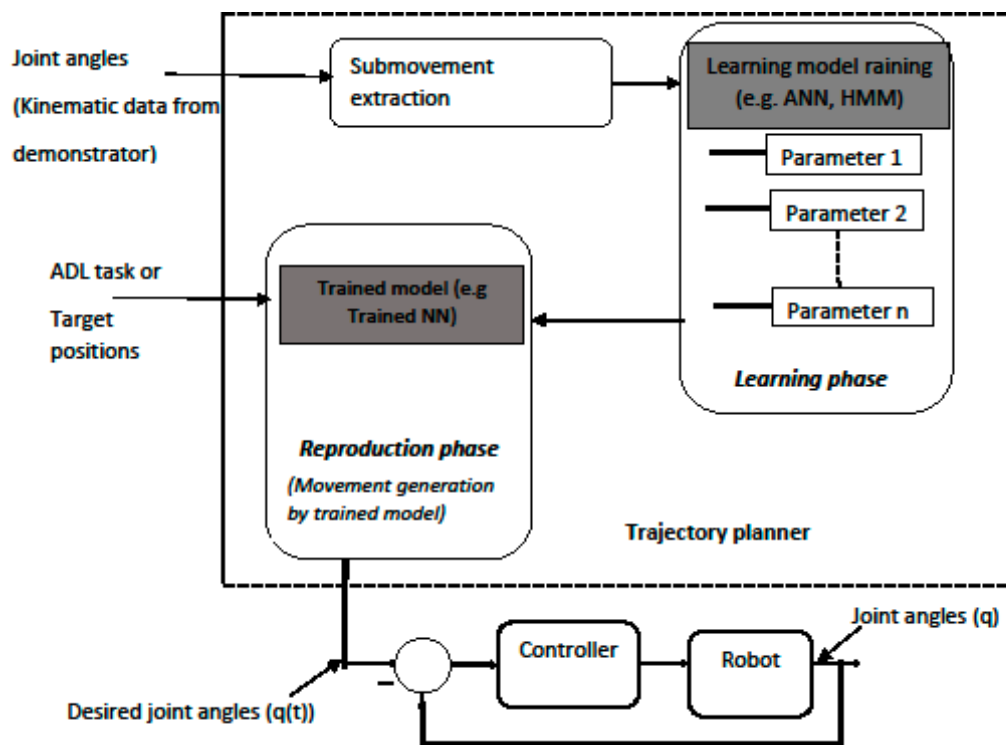 Joint angles
(Kinematic data from
demonstrator)
Submovement
extraction
Learning model raining
(e.g. ANN, HMM)
Parameter 1
Parameter 2
Parameter n
Learning phase
ADL task or
Target
positions
Trained model (e.g
Trained NN)
Reproduction phase
(Movement generation
by trained model)
Trajectory planner
Joint angles (q)
Controller
Robot
–
Desired joint angles (q(t))